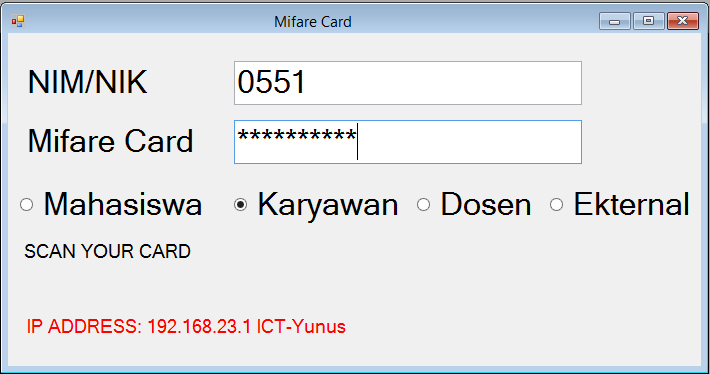 Mifare Card
NIM/NIK 0551
Mifare Card **********
Mahasiswa Karyawan Dosen Ekternal
SCAN YOUR CARD
IP ADDRESS: 192.168.23.1 ICT-Yunus